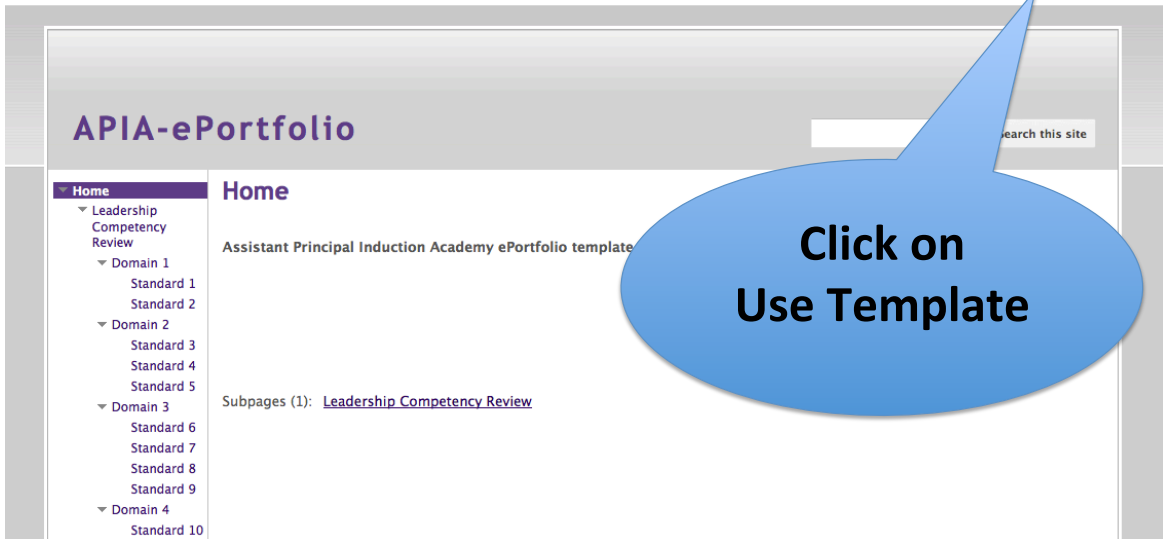 APIA-ePortfolio
earch this site
Home
Leadership
Competency
Review
Domain 1
Standard 1
Standard 2
Domain 2
Standard 3
Standard 4
Standard 5
Domain 3
Standard 6
Standard 7
Standard 8
Standard 9
Domain 4
Standard 10
Home
Assistant Principal Induction Academy ePortfolio template
Subpages (1): Leadership Competency Review
Click on
Use Template